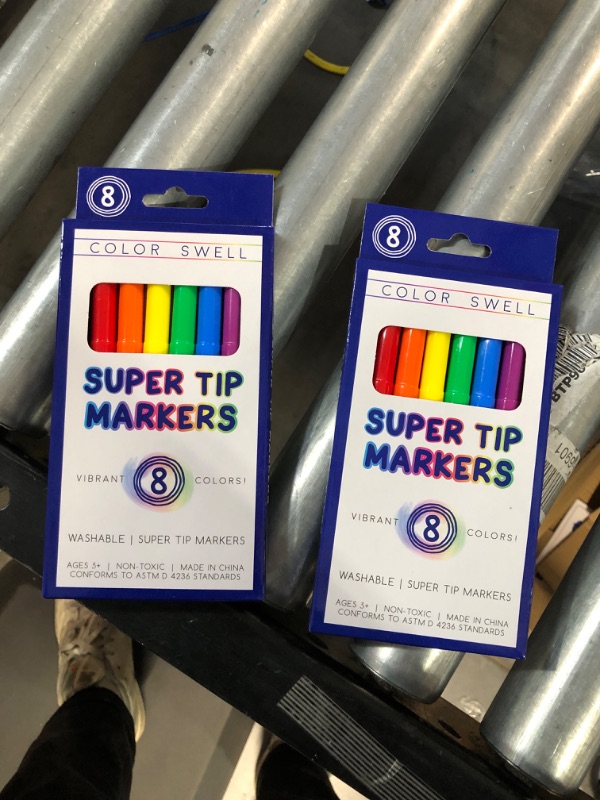 8
COLOR SWELL
SUPER TIP
MARKERS
VIBRANT 8 COLORS!
WASHABLE | SUPER TIP MARKERS
AGES 3+ | NON-TOXIC | MADE IN CHINA
CONFORMS TO ASTM D 4236 STANDARDS
8
COLOR SWELL
SUPER TIP
MARKERS
VIBRANT 8 COLORS!
WASHABLE | SUPER TIP MARKERS
AGES 3+ | NON-TOXIC | MADE IN CHINA
CONFORMS TO ASTM D 4236 STANDARDS